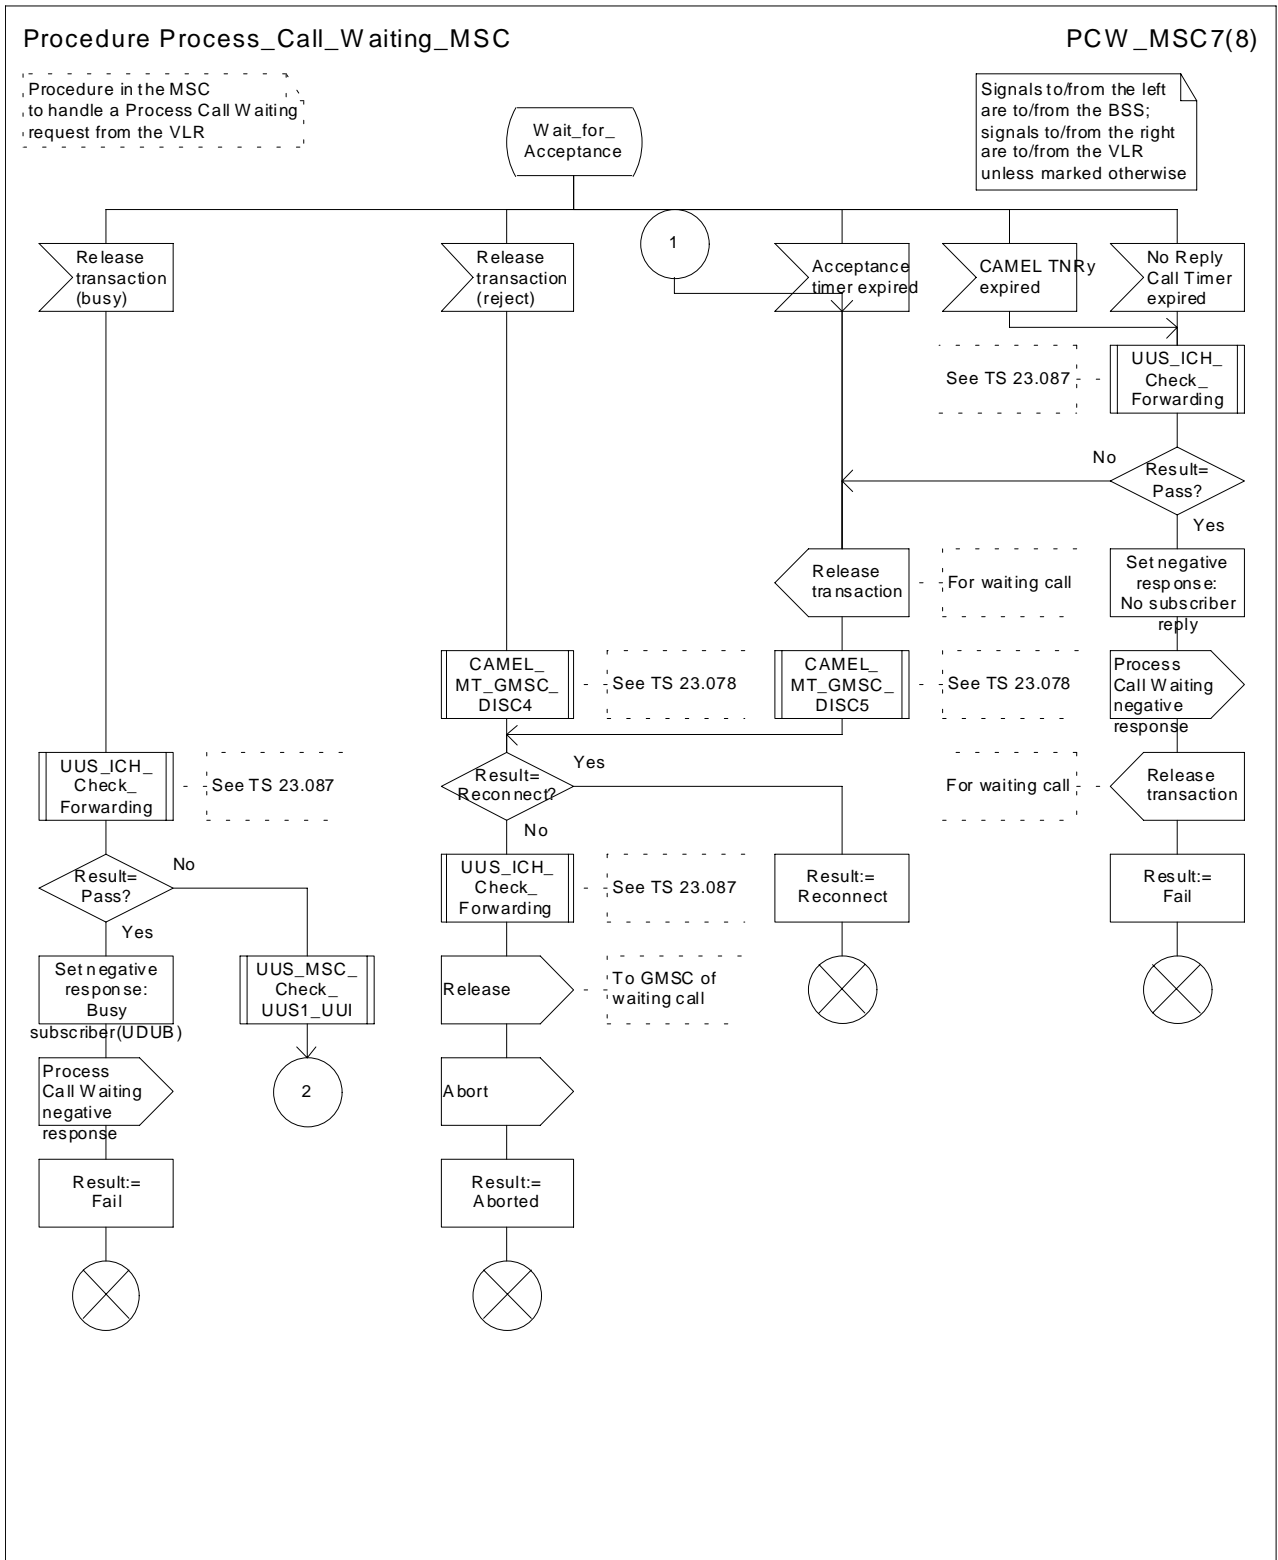 Procedure Process_Call_Waiting_MSC
PCW_MSC7(8)
Procedure in the MSC
to handle a Process Call Waiting
request from the VLR
Signals to/from the left
are to/from the BSS;
signals to/from the right
are to/from the VLR
unless marked otherwise
Wait_for_
Acceptance
1
Release
transaction
(busy)
Release
transaction
(reject)
Acceptance
timer expired
CAMEL TNRy
expired
No Reply
Call Timer
expired
See TS 23.087
UUS_ICH_
Check_
Forwarding
No
Result=
Pass?
Yes
Release
transaction
For waiting call
Set negative
response:
No subscriber
reply
CAMEL_
MT_GMSC_
DISC4
See TS 23.078
CAMEL_
MT_GMSC_
DISC5
See TS 23.078
Process
Call Waiting
negative
response
UUS_ICH_
Check_
Forwarding
See TS 23.087
Result=
Reconnect?
Yes
No
For waiting call
Release
transaction
Result=
Pass?
No
Yes
UUS_ICH_
Check_
Forwarding
See TS 23.087
Result:=
Reconnect
Result:=
Fail
Set negative
response:
Busy
subscriber(UDUB)
UUS_MSC_
Check_
UUS1_UUI
Release
To GMSC of
waiting call
Process
Call Waiting
negative
response
2
Abort
Result:=
Fail
Result:=
Aborted